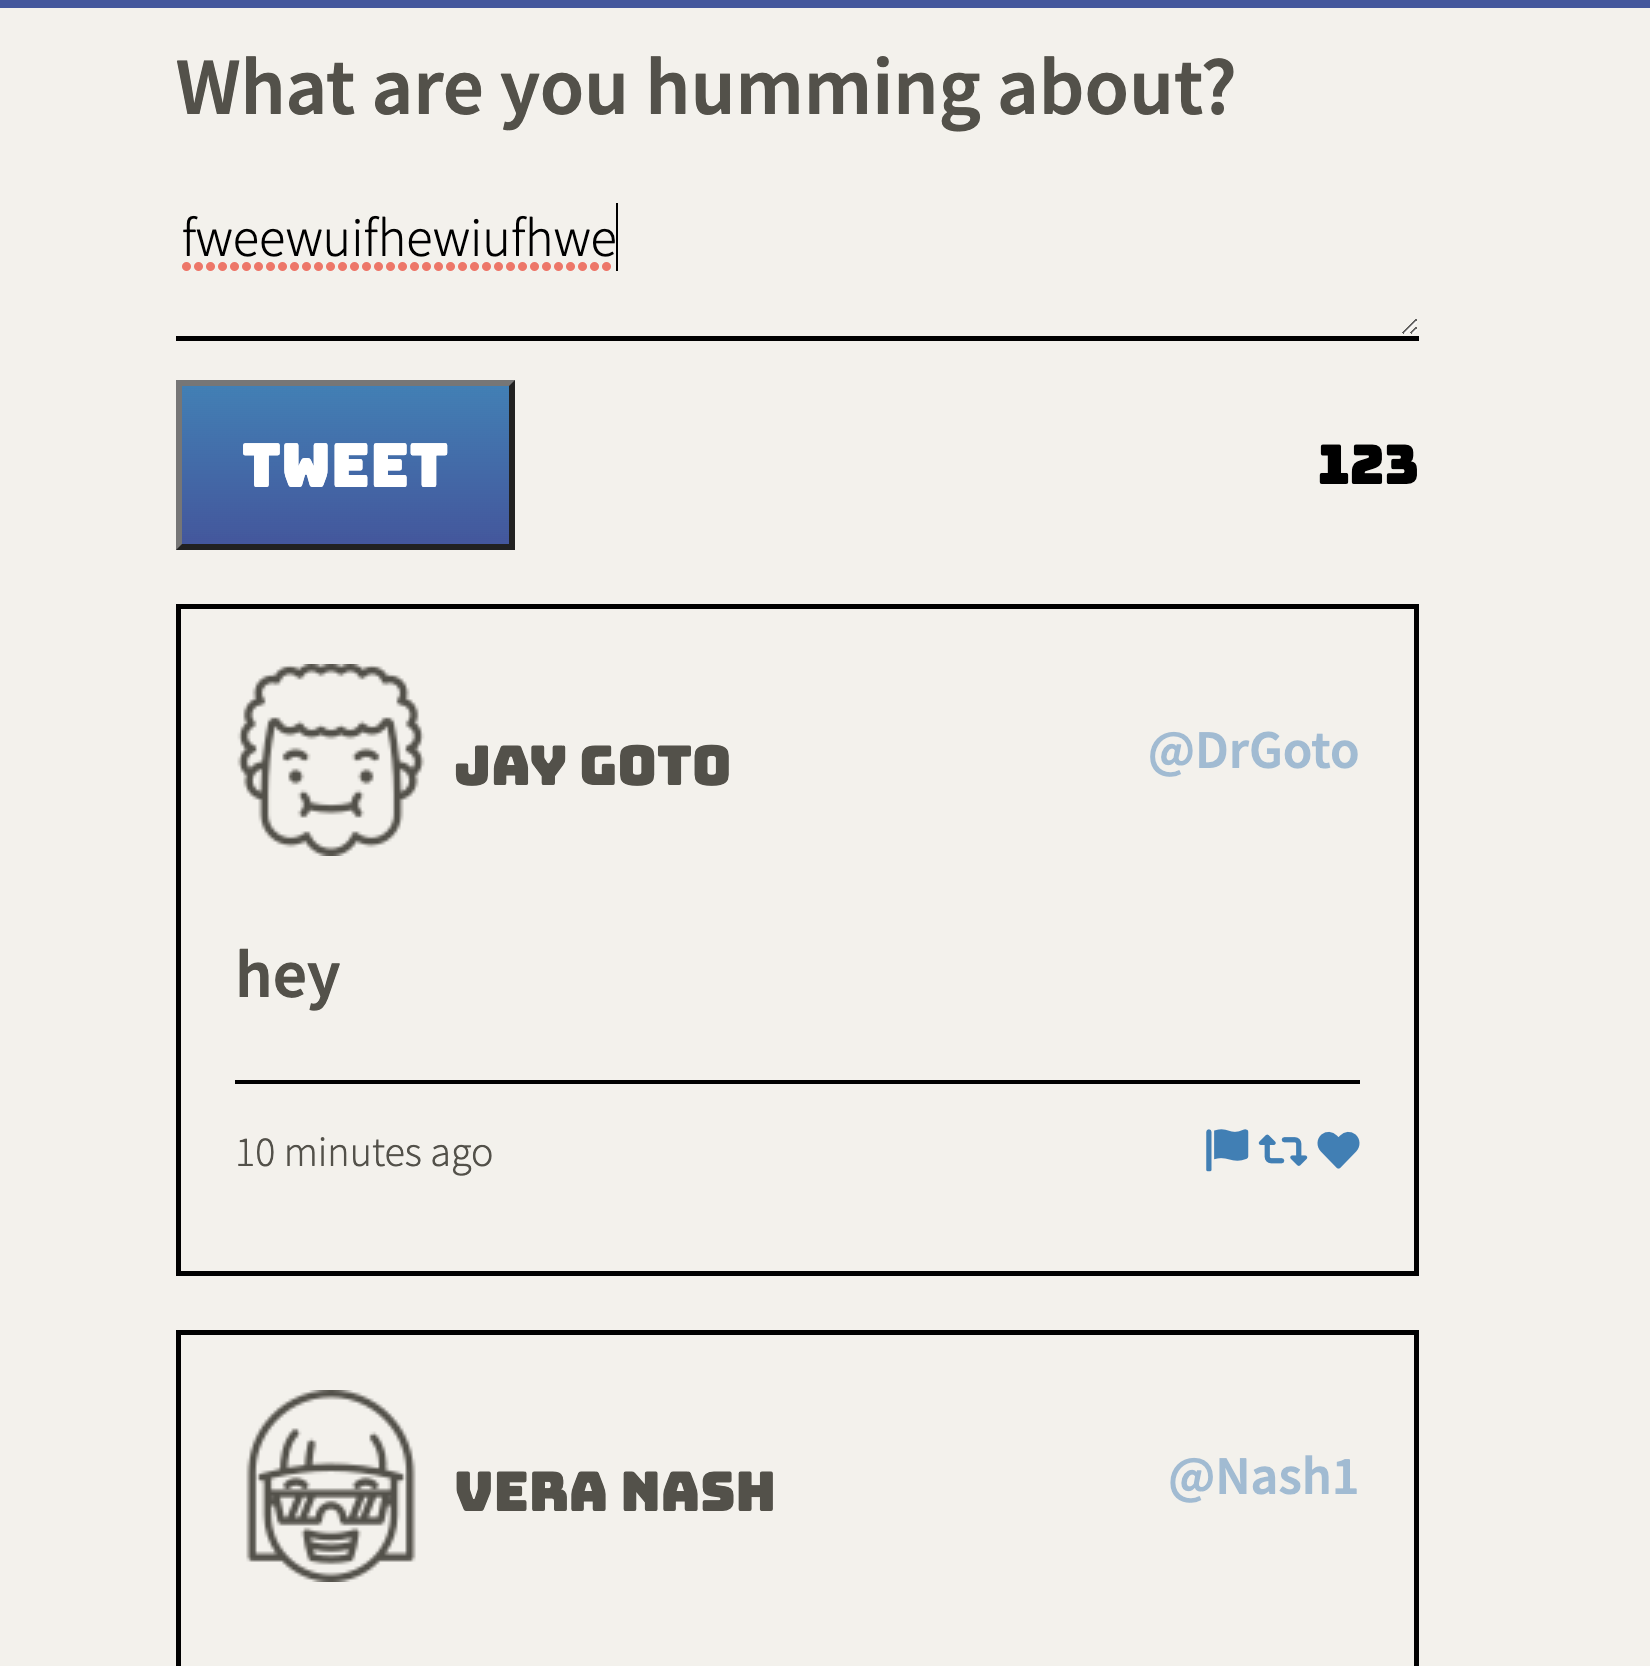 What are you humming about?
fweewuifhewiufhwe
TWEET
123
JAY GOTO
@DrGoto
hey
10 minutes ago
VERA NASH
@Nash1